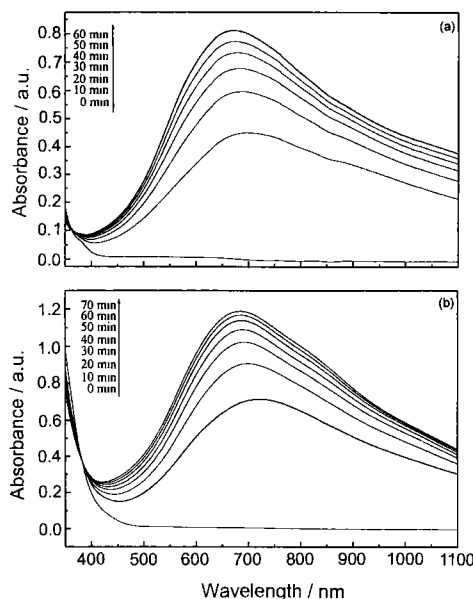 (a)
60 min
50 min
40 min
30 min
20 min
10 min
0 min
0.8
0.7
0.6
0.5
0.4
0.3
0.2
0.1
0.0
Absorbance / a.u.
(b)
70 min
60 min
50 min
40 min
30 min
20 min
10 min
0 min
1.2
1.0
0.8
0.6
0.4
0.2
0.0
Absorbance / a.u.
400 500 600 700 800 900 1000 1100
Wavelength / nm